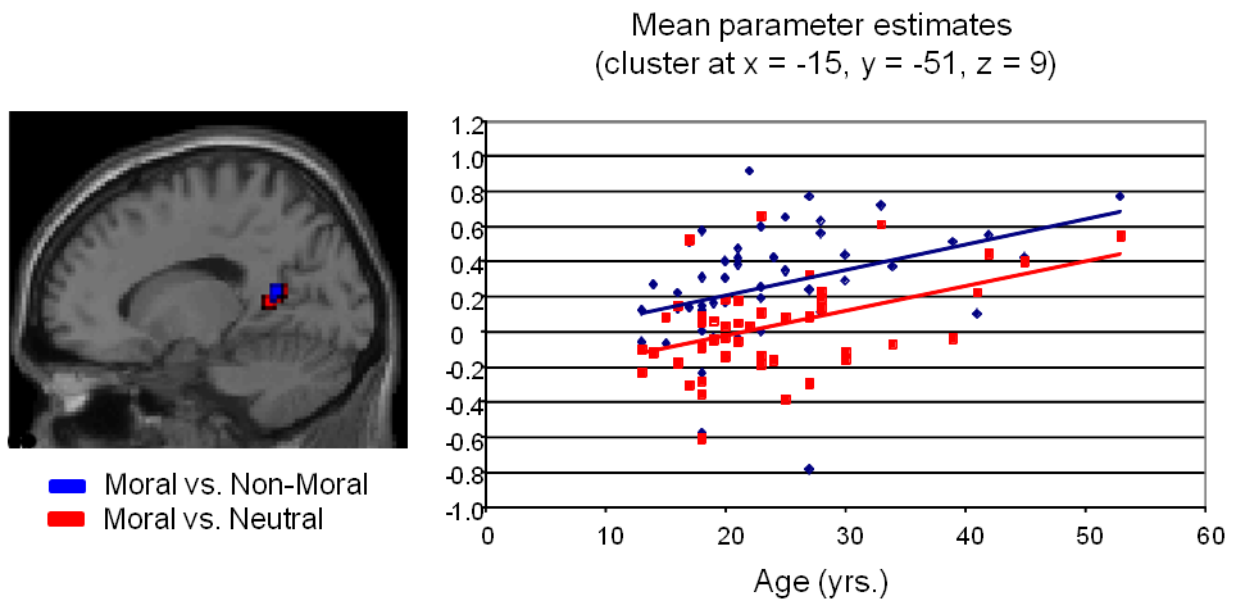 Mean parameter estimates
(cluster at x = -15, y = -51, z = 9)
1.2
1.0
0.8
0.6
0.4
0.2
0
-0.2
-0.4
-0.6
-0.8
-1.0
0 10 20 30 40 50 60
Age (yrs.)
Moral vs. Non-Moral
Moral vs. Neutral